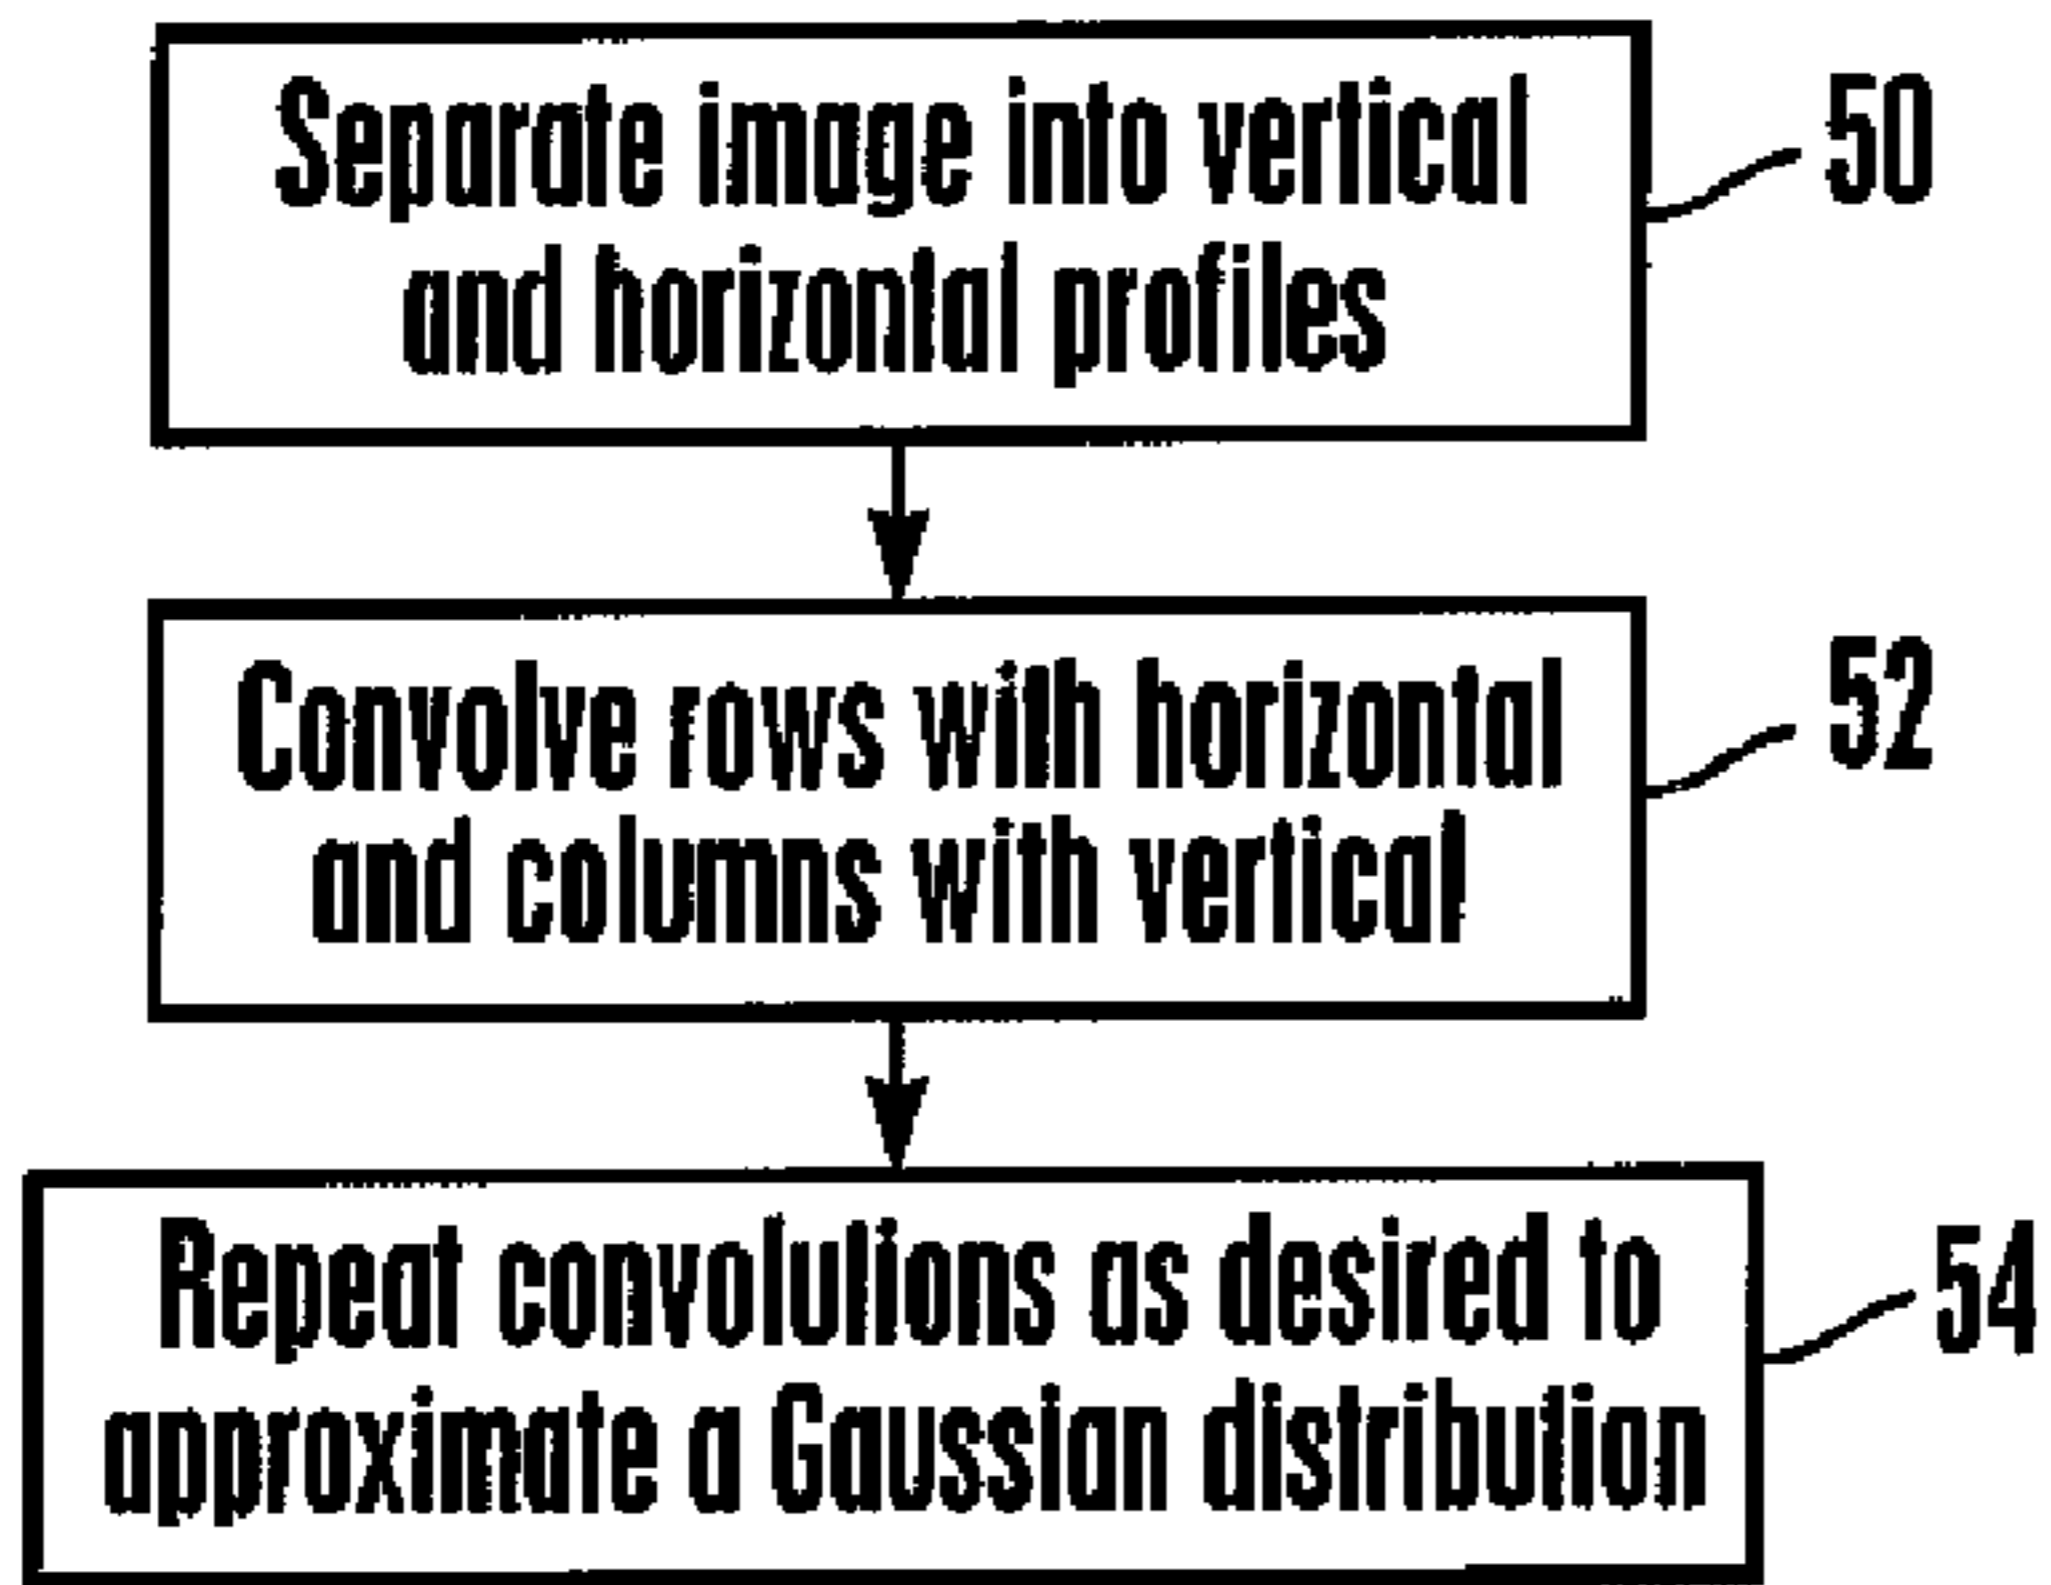 Separate image into vertical
and horizontal profiles
50
Convolve rows with horizontal
and columns with vertical
52
Repeat convolutions as desired to
approximate a Gaussian distribution
54